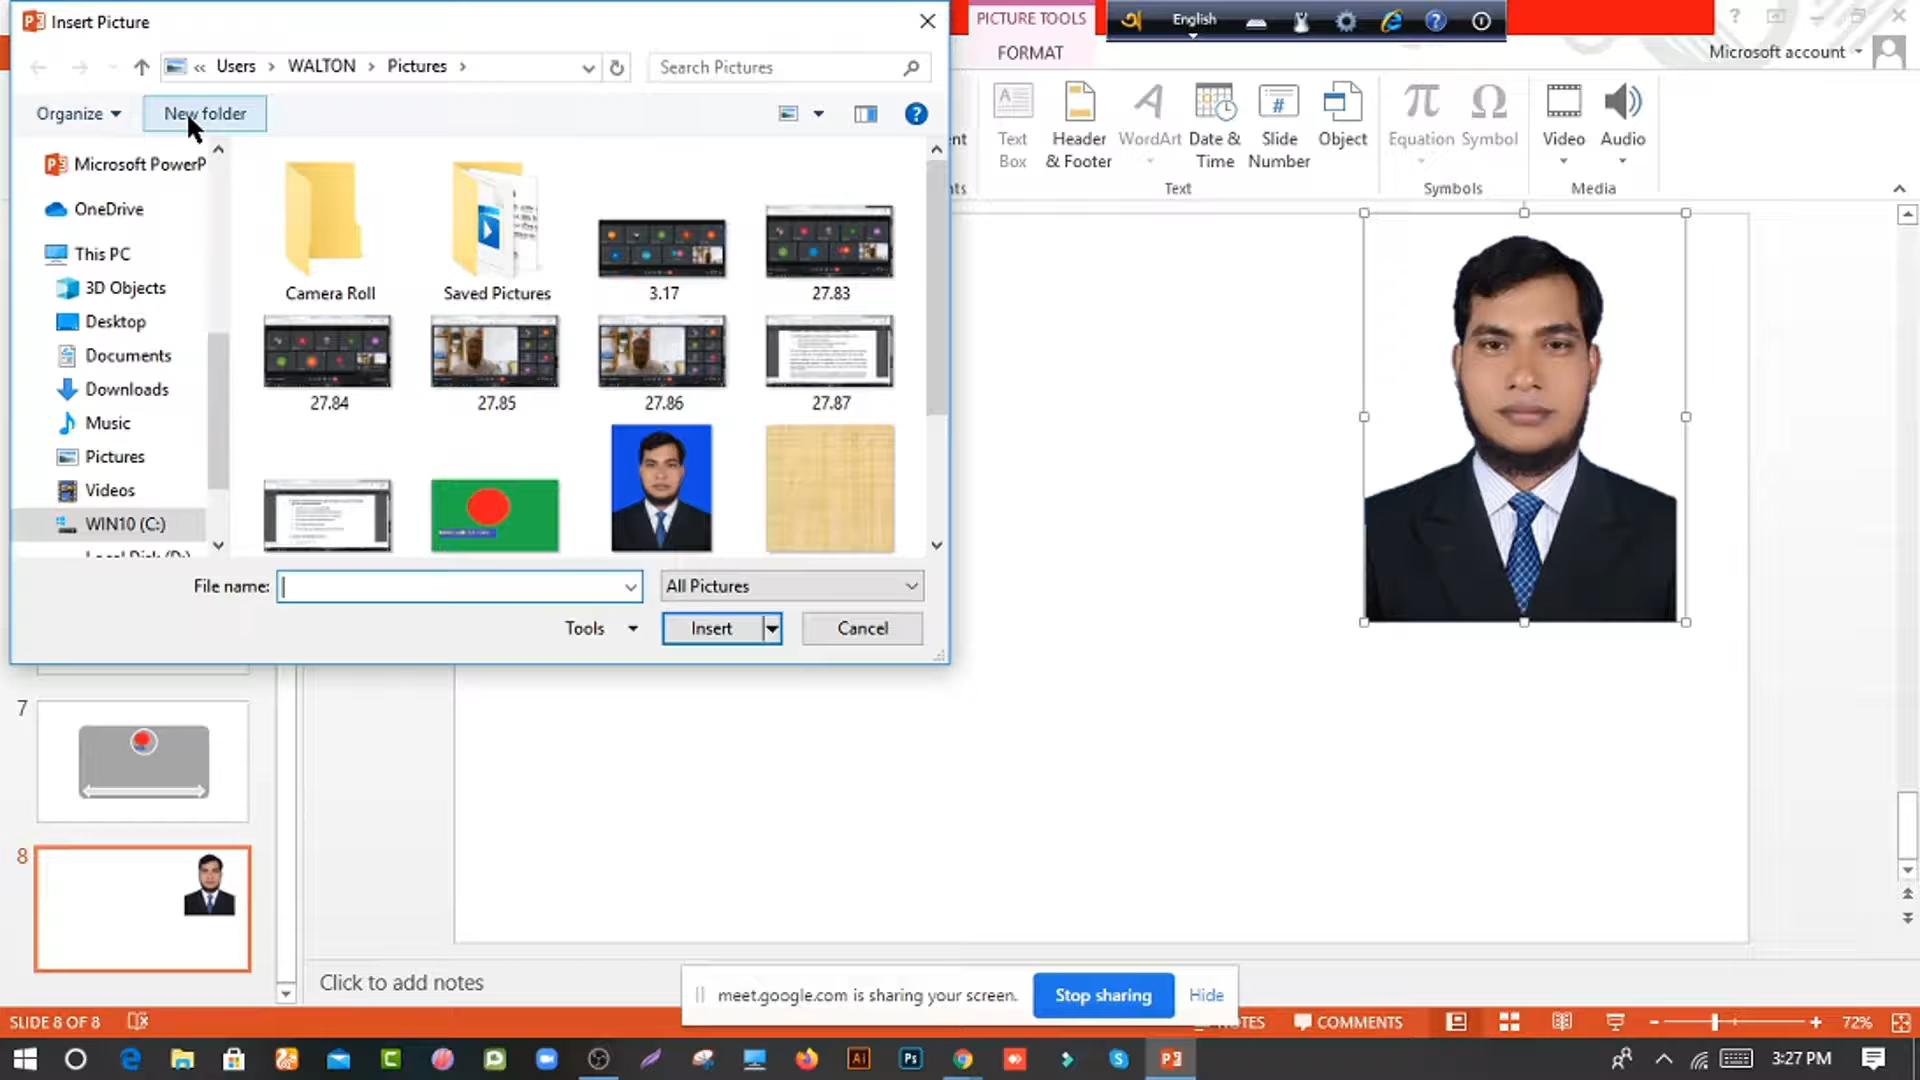 Insert Picture
PICTURE TOOLS
English
?
FORMAT
Microsoft account
« Users > WALTON > Pictures >
Search Pictures
Organize
New folder
Text Box
Header & Footer
WordArt
Date & Time
Slide Number
Object
Equation
Symbol
Video
Audio
Text
Symbols
Media
Microsoft PowerP
OneDrive
This PC
3D Objects
Desktop
Documents
Downloads
Music
Pictures
Videos
WIN10 (C:)
Camera Roll
Saved Pictures
3.17
27.83
27.84
27.85
27.86
27.87
File name:
All Pictures
Tools
Insert
Cancel
7
8
Click to add notes
meet.google.com is sharing your screen.
Stop sharing
Hide
SLIDE 8 OF 8
COMMENTS
72%
3:27 PM